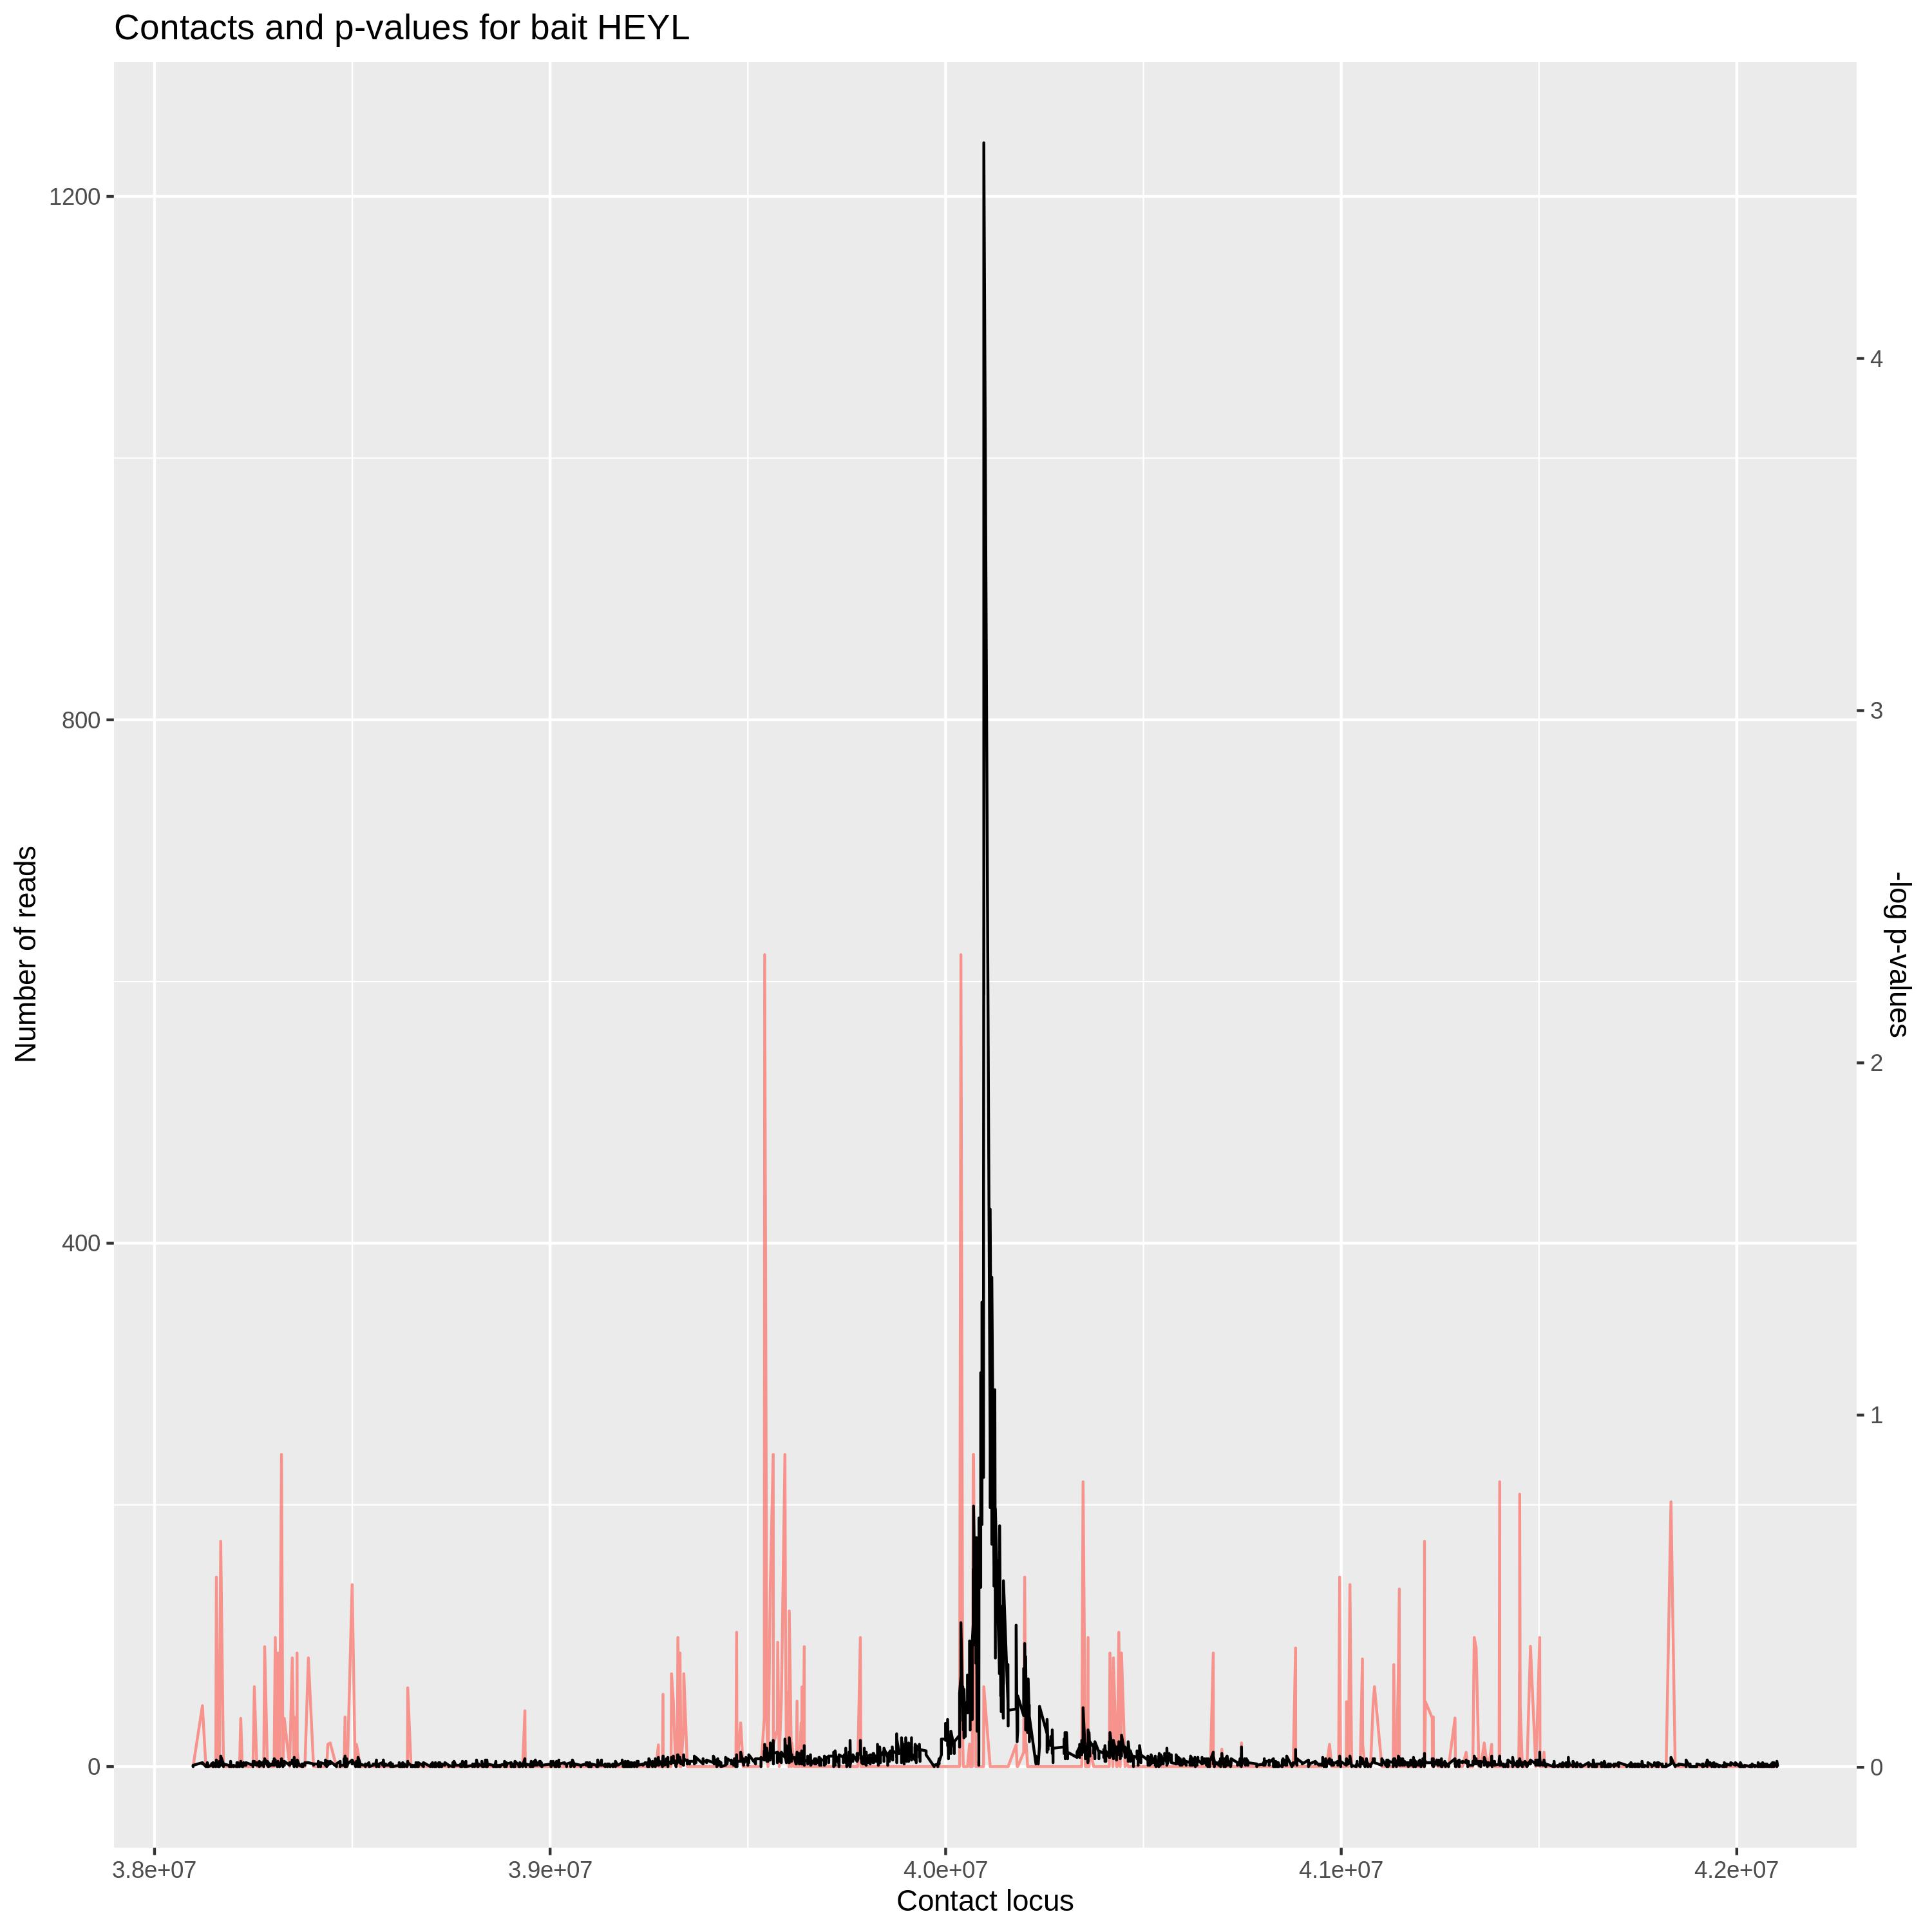 Contacts and p-values for bait HEYL
1200
800
400
0
Number of reads
4
3
2
1
0
-log p-values
3.8e+07
3.9e+07
4.0e+07
4.1e+07
4.2e+07
Contact locus